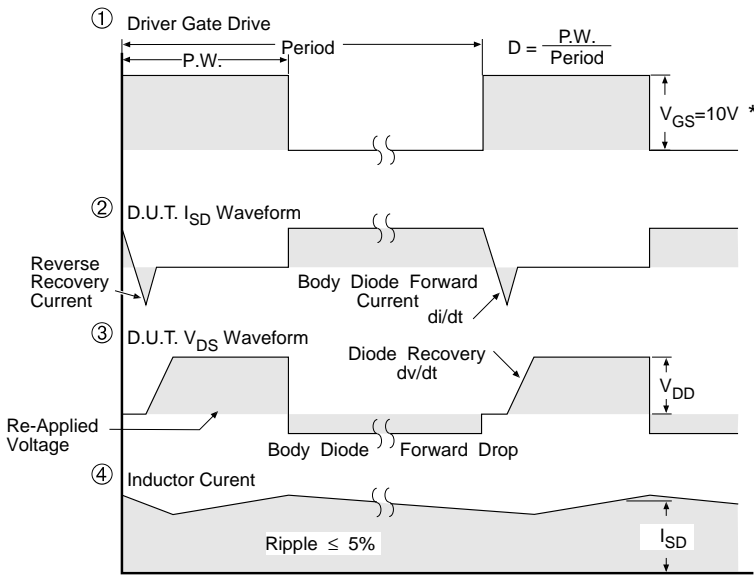 ① Driver Gate Drive
Period
P.W.
D = P.W. / Period
VGS=10V *
② D.U.T. ISD Waveform
Reverse
Recovery
Current
Body Diode Forward
Current
di/dt
③ D.U.T. VDS Waveform
Diode Recovery
dv/dt
VDD
Re-Applied
Voltage
Body Diode Forward Drop
④ Inductor Curent
Ripple ≤ 5%
ISD